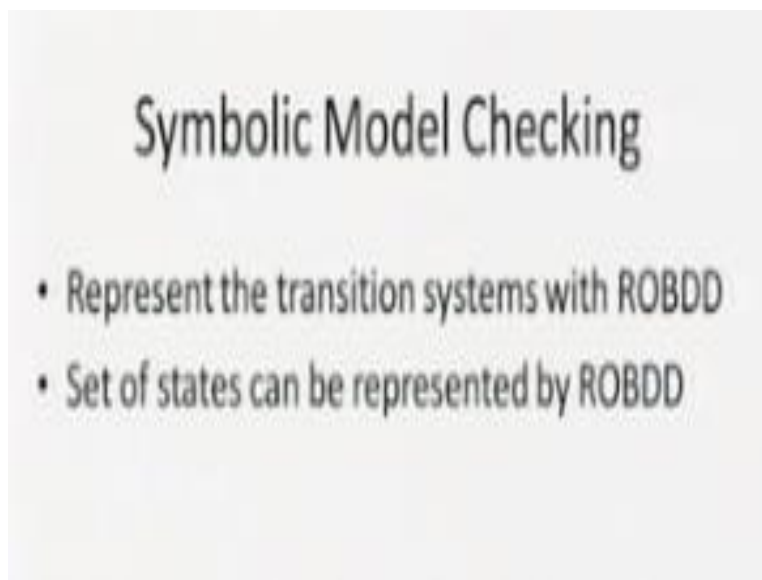 Symbolic Model Checking
• Represent the transition systems with ROBDD
• Set of states can be represented by ROBDD